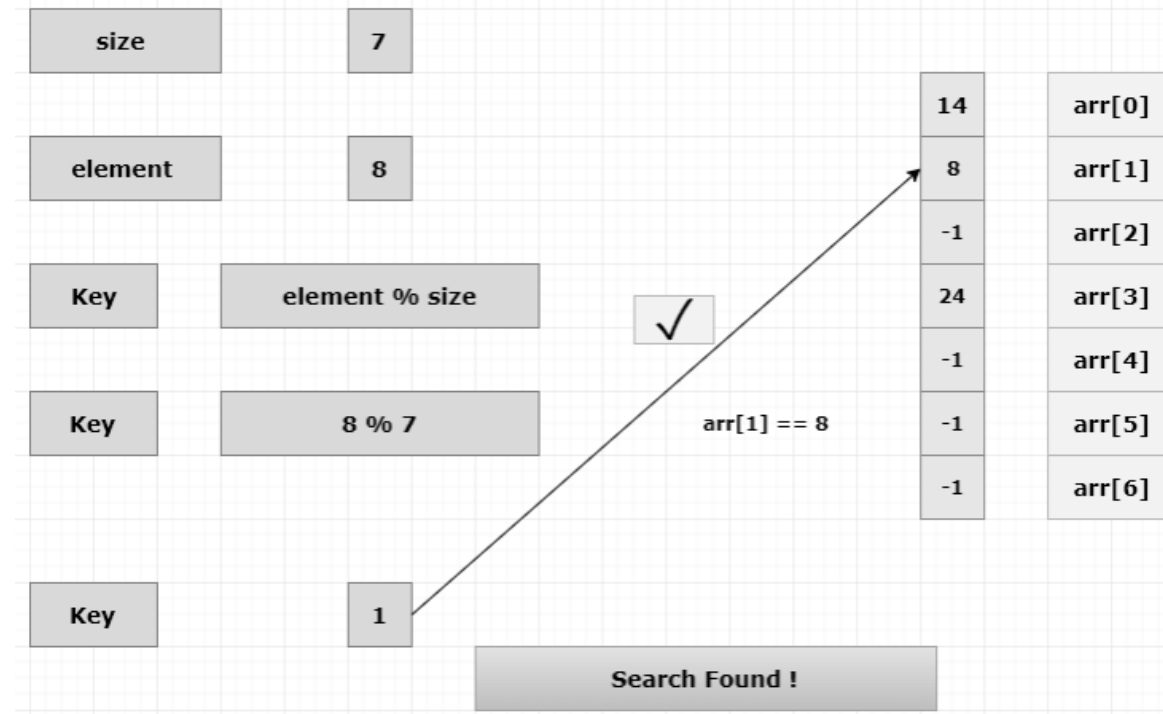 size 7
14 arr[0]
element 8 8 arr[1]
-1 arr[2]
Key element % size 24 arr[3]
✓
-1 arr[4]
Key 8 % 7 arr[1] == 8 -1 arr[5]
-1 arr[6]
Key 1
Search Found !